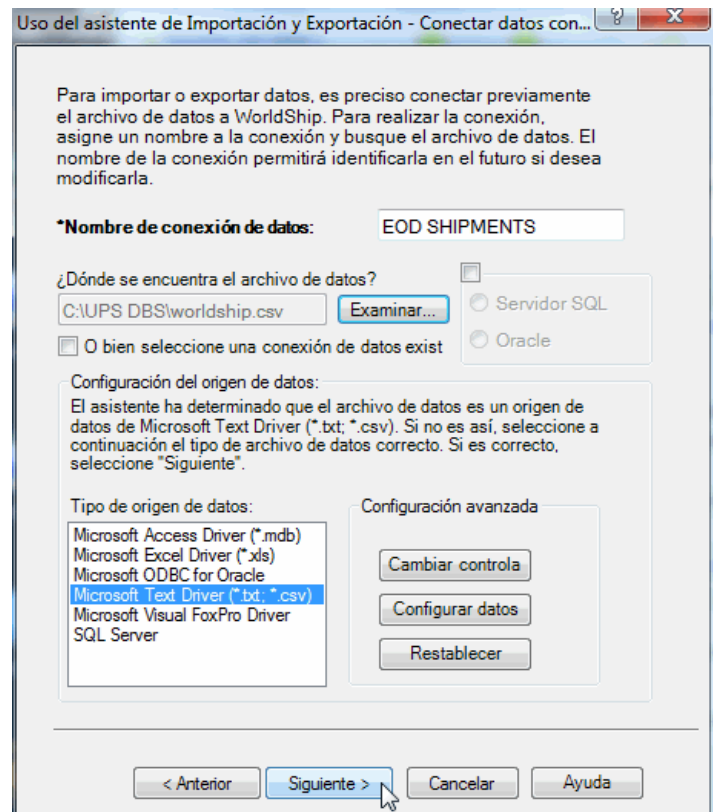 Uso del asistente de Importación y Exportación - Conectar datos con...
Para importar o exportar datos, es preciso conectar previamente
el archivo de datos a WorldShip. Para realizar la conexión,
asigne un nombre a la conexión y busque el archivo de datos. El
nombre de la conexión permitirá identificarla en el futuro si desea
modificarla.
*Nombre de conexión de datos: EOD SHIPMENTS
¿Dónde se encuentra el archivo de datos?
C:\UPS DBS\worldship.csv Examinar...
Servidor SQL
Oracle
O bien seleccione una conexión de datos exist
Configuración del origen de datos:
El asistente ha determinado que el archivo de datos es un origen de
datos de Microsoft Text Driver (*.txt; *.csv). Si no es así, seleccione a
continuación el tipo de archivo de datos correcto. Si es correcto,
seleccione "Siguiente".
Tipo de origen de datos:
Microsoft Access Driver (*.mdb)
Microsoft Excel Driver (*.xls)
Microsoft ODBC for Oracle
Microsoft Text Driver (*.txt; *.csv)
Microsoft Visual FoxPro Driver
SQL Server
Configuración avanzada
Cambiar controla
Configurar datos
Restablecer
< Anterior Siguiente > Cancelar Ayuda